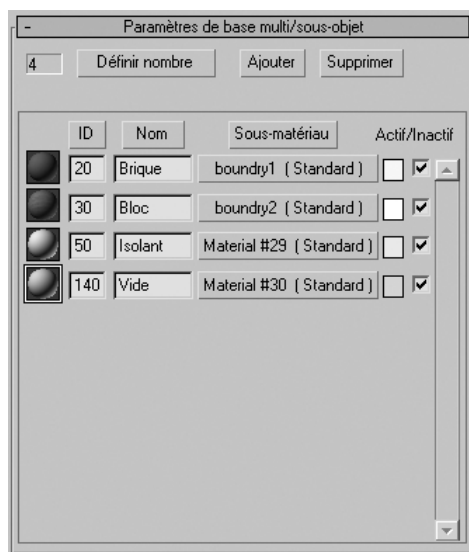 - Paramètres de base multi/sous-objet
4 Définir nombre Ajouter Supprimer
ID Nom Sous-matériau Actif/Inactif
20 Brique boundry1 ( Standard )
30 Bloc boundry2 ( Standard )
50 Isolant Material #29 ( Standard )
140 Vide Material #30 ( Standard )